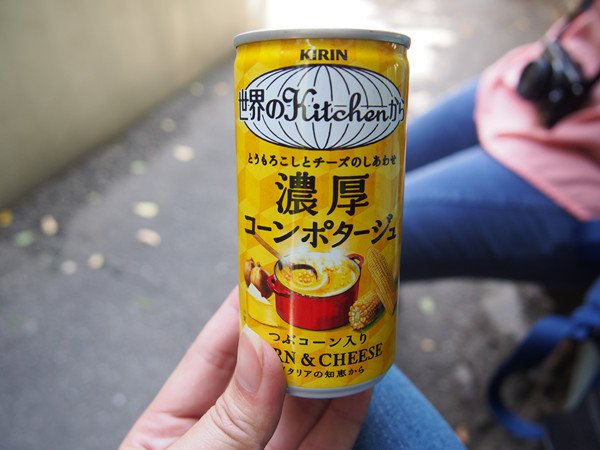 KIRIN
世界のKitchenから
とうもろこしとチーズのしあわせ
濃厚
コーンポタージュ
つぶコーン入り
RN & CHEESE
イタリアの知恵から